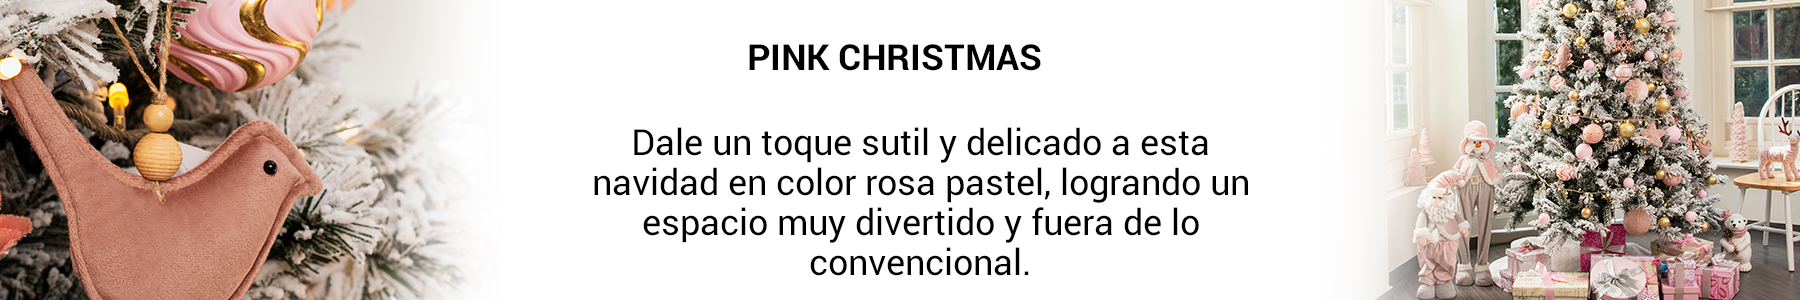 PINK CHRISTMAS
Dale un toque sutil y delicado a esta
navidad en color rosa pastel, logrando un
espacio muy divertido y fuera de lo
convencional.